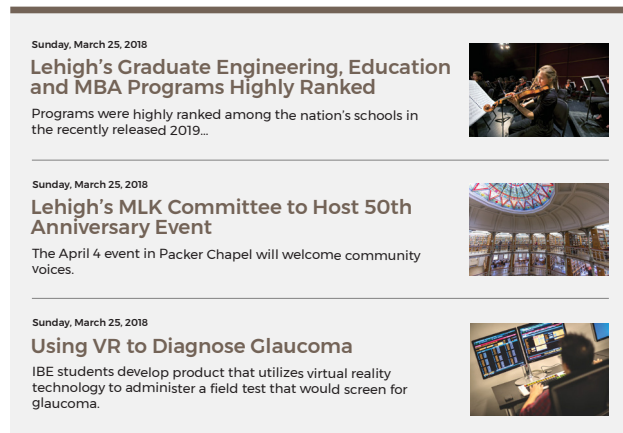 Sunday, March 25, 2018
Lehigh's Graduate Engineering, Education
and MBA Programs Highly Ranked
Programs were highly ranked among the nation's schools in
the recently released 2019...
Sunday, March 25, 2018
Lehigh's MLK Committee to Host 50th
Anniversary Event
The April 4 event in Packer Chapel will welcome community
voices.
Sunday, March 25, 2018
Using VR to Diagnose Glaucoma
IBE students develop product that utilizes virtual reality
technology to administer a field test that would screen for
glaucoma.